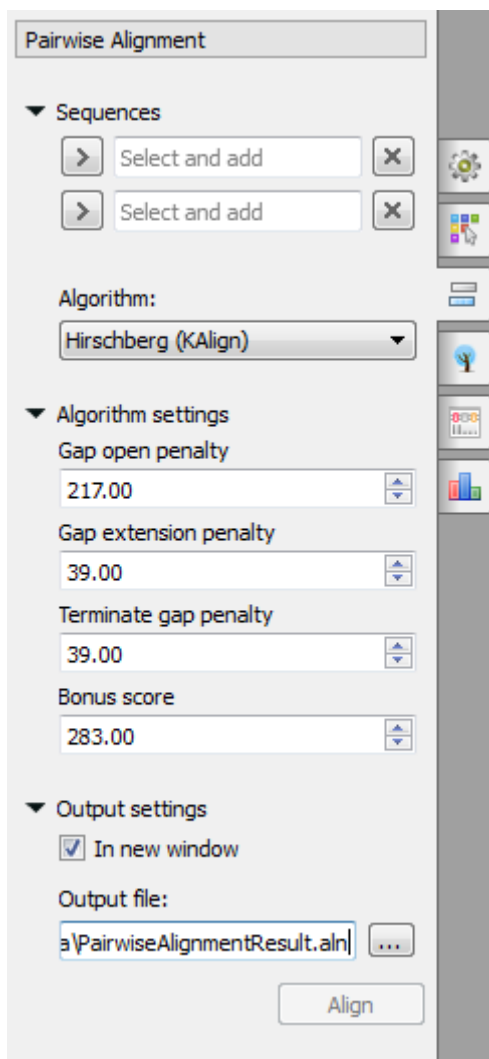 Pairwise Alignment
Sequences
Select and add
Select and add
Algorithm:
Hirschberg (KAlign)
Algorithm settings
Gap open penalty
217.00
Gap extension penalty
39.00
Terminate gap penalty
39.00
Bonus score
283.00
Output settings
In new window
Output file:
a\PairwiseAlignmentResult.aln ...
Align